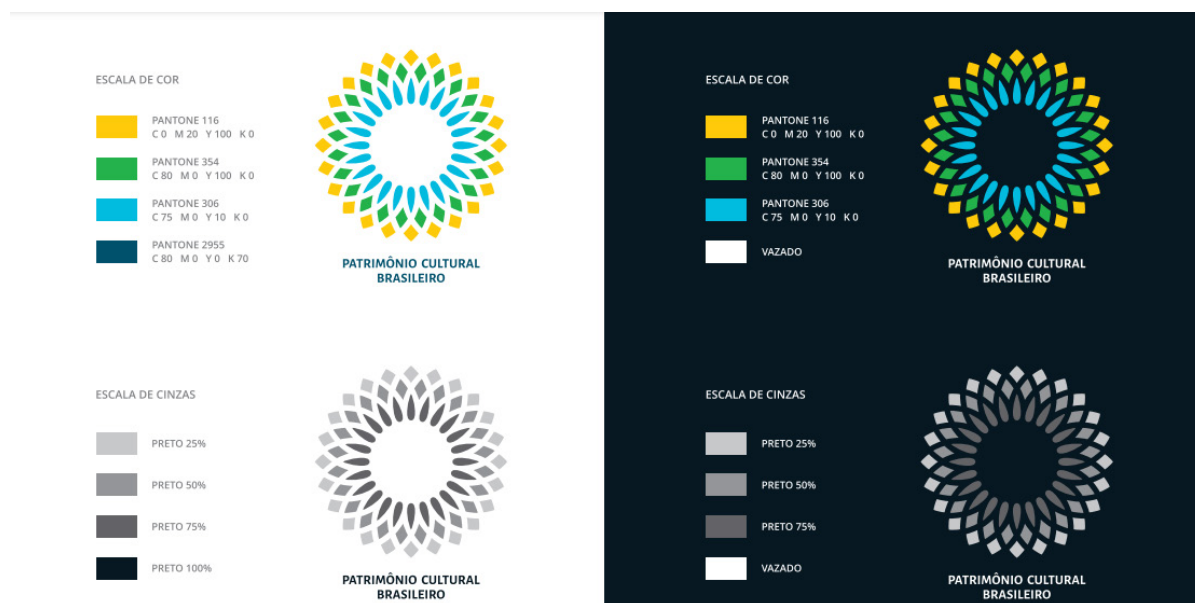 ESCALA DE COR
PANTONE 116
C 0 M 20 Y 100 K 0
PANTONE 354
C 80 M 0 Y 100 K 0
PANTONE 306
C 75 M 0 Y 10 K 0
PANTONE 2955
C 80 M 0 Y 0 K 70
PATRIMÔNIO CULTURAL
BRASILEIRO
ESCALA DE COR
PANTONE 116
C 0 M 20 Y 100 K 0
PANTONE 354
C 80 M 0 Y 100 K 0
PANTONE 306
C 75 M 0 Y 10 K 0
VAZADO
PATRIMÔNIO CULTURAL
BRASILEIRO
ESCALA DE CINZAS
PRETO 25%
PRETO 50%
PRETO 75%
PRETO 100%
PATRIMÔNIO CULTURAL
BRASILEIRO
ESCALA DE CINZAS
PRETO 25%
PRETO 50%
PRETO 75%
VAZADO
PATRIMÔNIO CULTURAL
BRASILEIRO